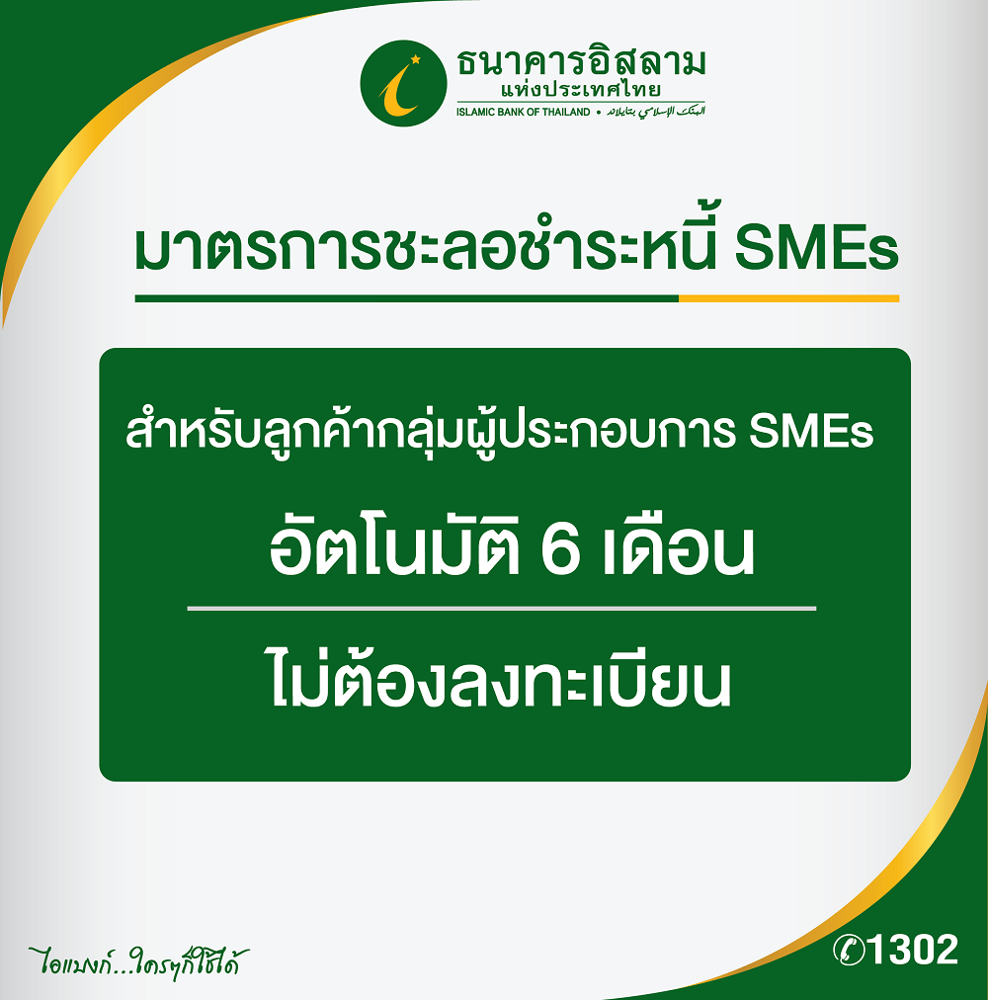 ธนาคารอิสลาม
แห่งประเทศไทย
ISLAMIC BANK OF THAILAND • البنك الإسلامي بتايلاند
มาตรการชะลอชำระหนี้ SMEs
สำหรับลูกค้ากลุ่มผู้ประกอบการ SMEs
อัตโนมัติ 6 เดือน
ไม่ต้องลงทะเบียน
ไอแบงก์...ใครๆก็ใช้ได้
1302